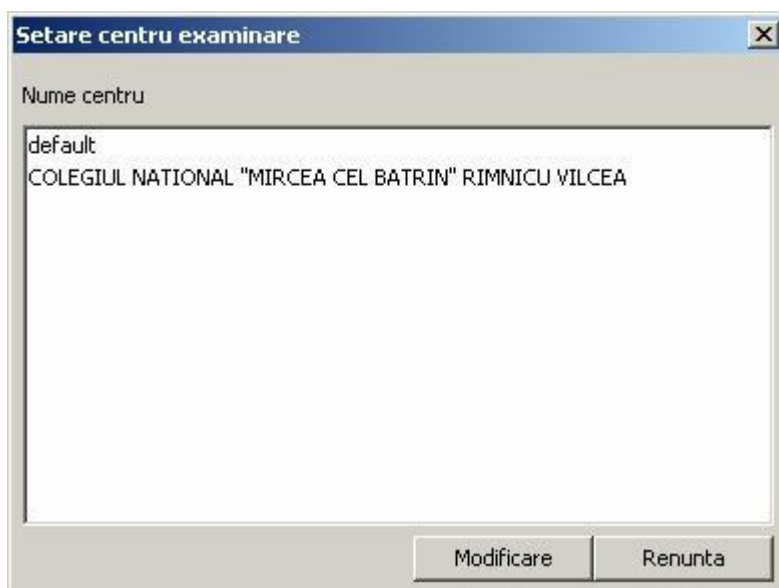 Setare centru examinare
Nume centru
default
COLEGIUL NATIONAL "MIRCEA CEL BATRIN" RIMNICU VILCEA
Modificare
Renunta